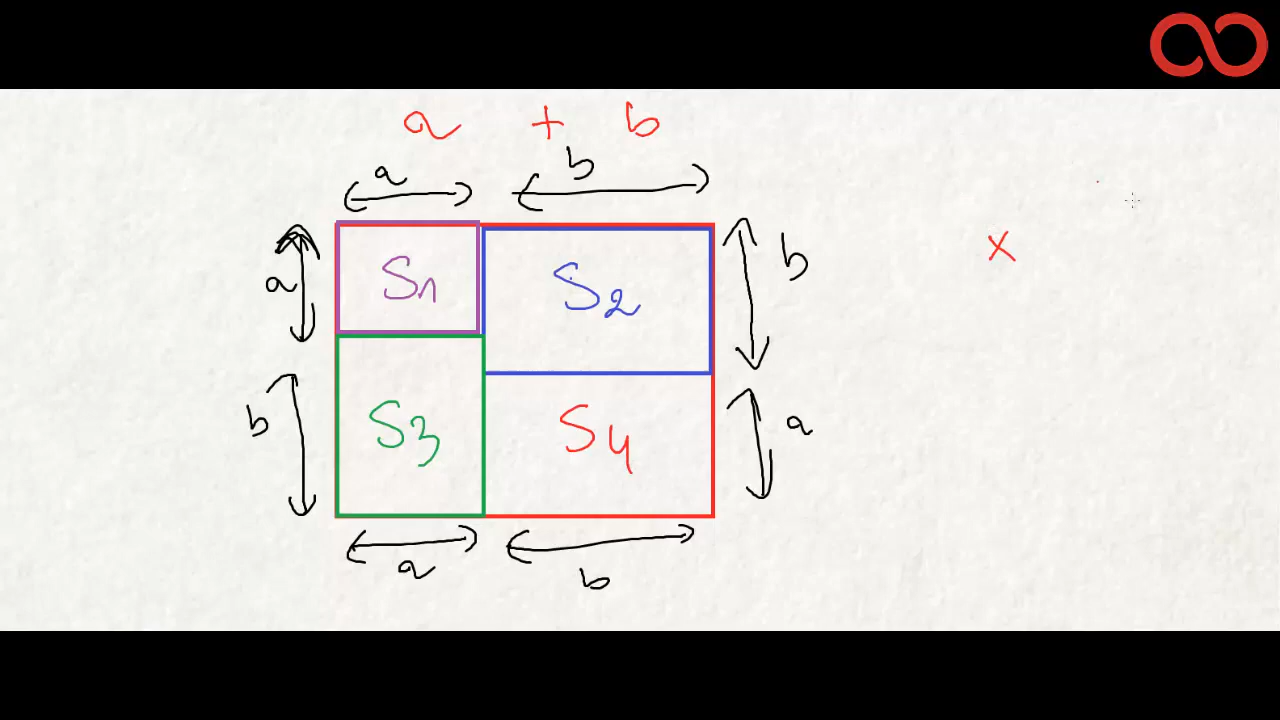 a + b
a b
a S1 S2 b
x
b S3 S4 a
a b